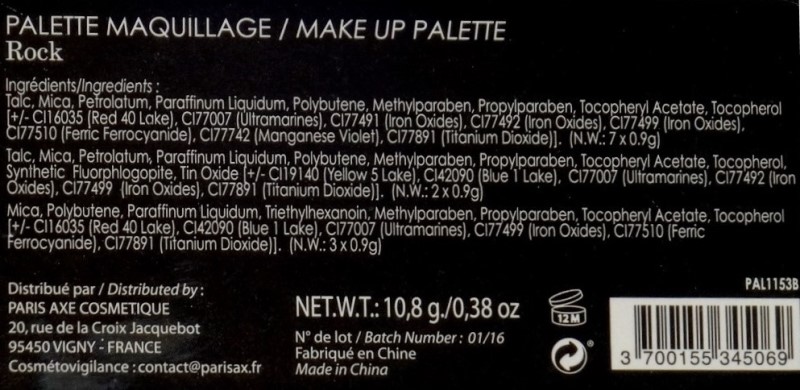 PALETTE MAQUILLAGE / MAKE UP PALETTE
Rock
Ingrédients/Ingredients :
Talc, Mica, Petrolatum, Paraffinum Liquidum, Polybutene, Methylparaben, Propylparaben, Tocopheryl Acetate, Tocopherol
[+/- CI16035 (Red 40 Lake), CI77007 (Ultramarines), CI77491 (Iron Oxides), CI77492 (Iron Oxides), CI77499 (Iron Oxides),
CI77510 (Ferric Ferrocyanide), CI77742 (Manganese Violet), CI77891 (Titanium Dioxide)]. (N.W.: 7 x 0.9g)
Talc, Mica, Petrolatum, Paraffinum Liquidum, Polybutene, Methylparaben, Propylparaben, Tocopheryl Acetate, Tocopherol,
Synthetic Fluorphlogopite, Tin Oxide [+/- CI19140 (Yellow 5 Lake), CI42090 (Blue 1 Lake), CI77007 (Ultramarines), CI77492 (Iron
Oxides), CI77499 (Iron Oxides), CI77891 (Titanium Dioxide)]. (N.W.: 2 x 0.9g)
Mica, Polybutene, Paraffinum Liquidum, Triethylhexanoin, Methylparaben, Propylparaben, Tocopheryl Acetate, Tocopherol
[+/- CI16035 (Red 40 Lake), CI42090 (Blue 1 Lake), CI77007 (Ultramarines), CI77499 (Iron Oxides), CI77510 (Ferric
Ferrocyanide), CI77891 (Titanium Dioxide)]. (N.W.: 3 x 0.9g)
Distribué par / Distributed by :
PARIS AXE COSMETIQUE
20, rue de la Croix Jacquebot
95450 VIGNY - FRANCE
Cosmétovigilance : contact@parisax.fr
NET.W.T.: 10,8 g./0,38 oz
N° de lot / Batch Number : 01/16
Fabriqué en Chine
Made in China
12M
®
PAL1153B
3 700155 345069